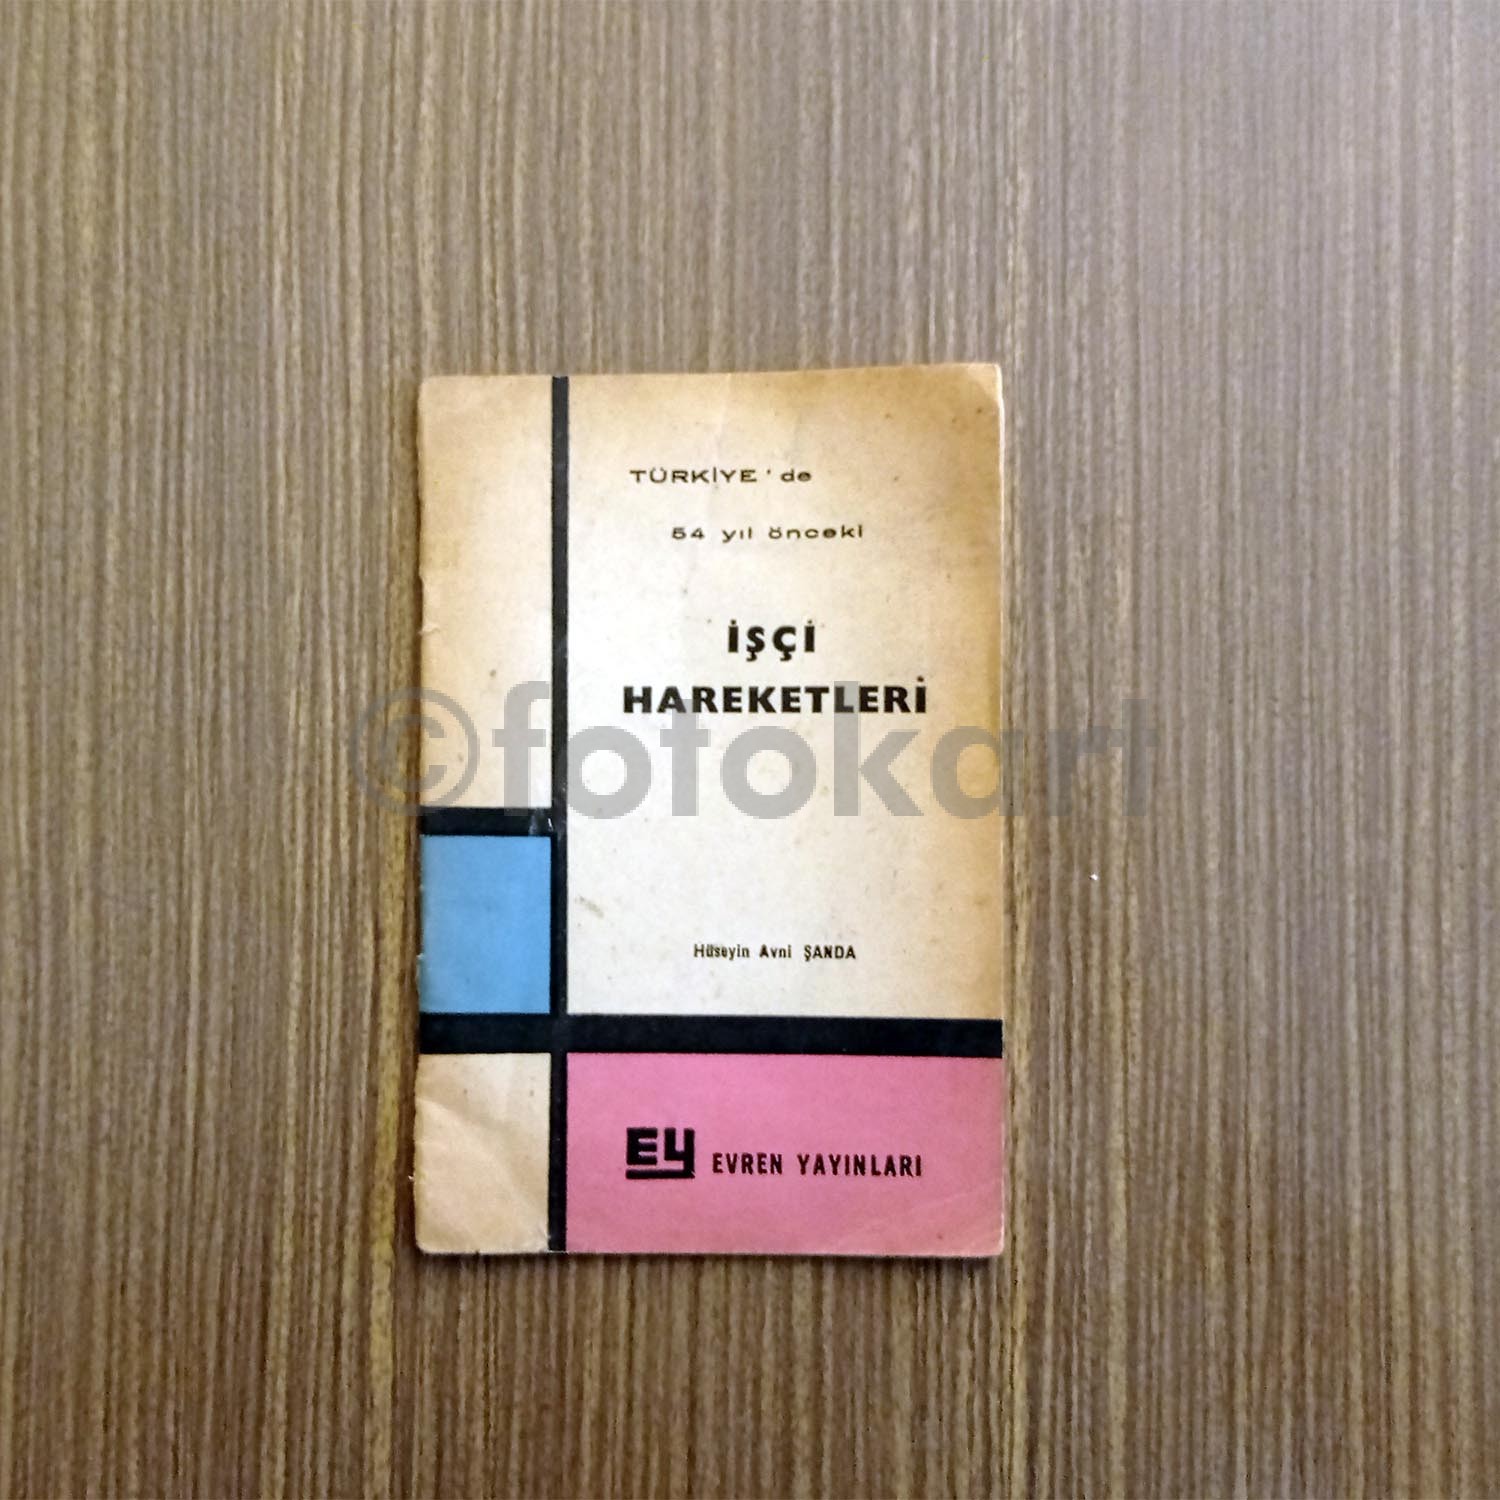 TÜRKİYE'de
54 yıl önceki
İŞÇİ
HAREKETLERİ
©fotokart
Hüseyin Avni ŞANDA
EY EVREN YAYINLARI